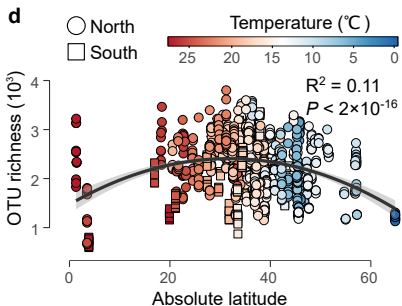 d
North
South
Temperature (℃)
25 20 15 10 5 0
R² = 0.11
P < 2×10⁻¹⁶
OTU richness (10³)
4
3
2
1
0 20 40 60
Absolute latitude